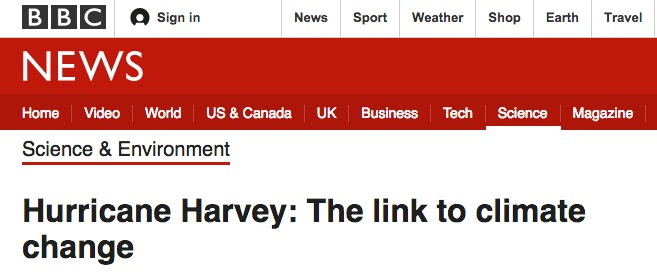 BBC Sign in News Sport Weather Shop Earth Travel
NEWS
Home Video World US & Canada UK Business Tech Science Magazine
Science & Environment
Hurricane Harvey: The link to climate
change